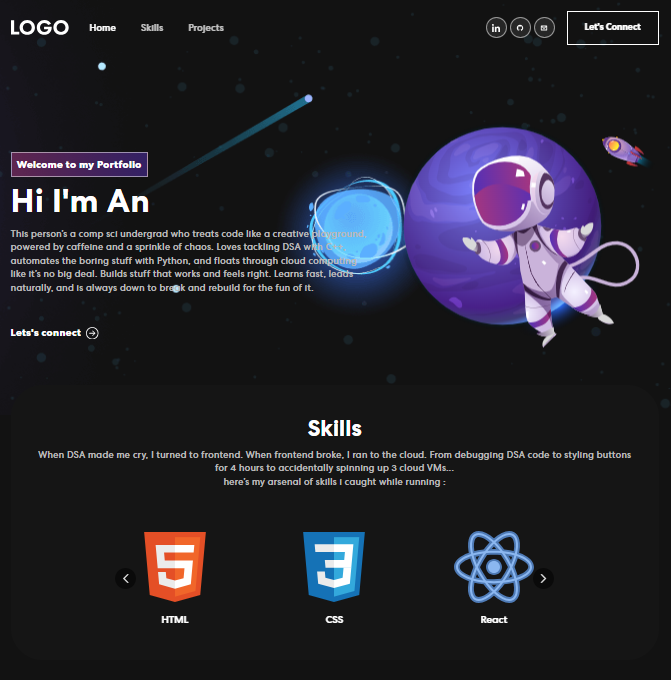 LOGO Home Skills Projects Let's Connect
Welcome to my Portfolio
Hi I'm An
This person's a comp sci undergrad who treats code like a creative playground,
powered by caffeine and a sprinkle of chaos. Loves tackling DSA with C++,
automates the boring stuff with Python, and floats through cloud computing
like it's no big deal. Builds stuff that works and feels right. Learns fast, leads
naturally, and is always down to break and rebuild for the fun of it.
Lets's connect
Skills
When DSA made me cry, I turned to frontend. When frontend broke, I ran to the cloud. From debugging DSA code to styling buttons
for 4 hours to accidentally spinning up 3 cloud VMs...
here's my arsenal of skills i caught while running :
HTML CSS React